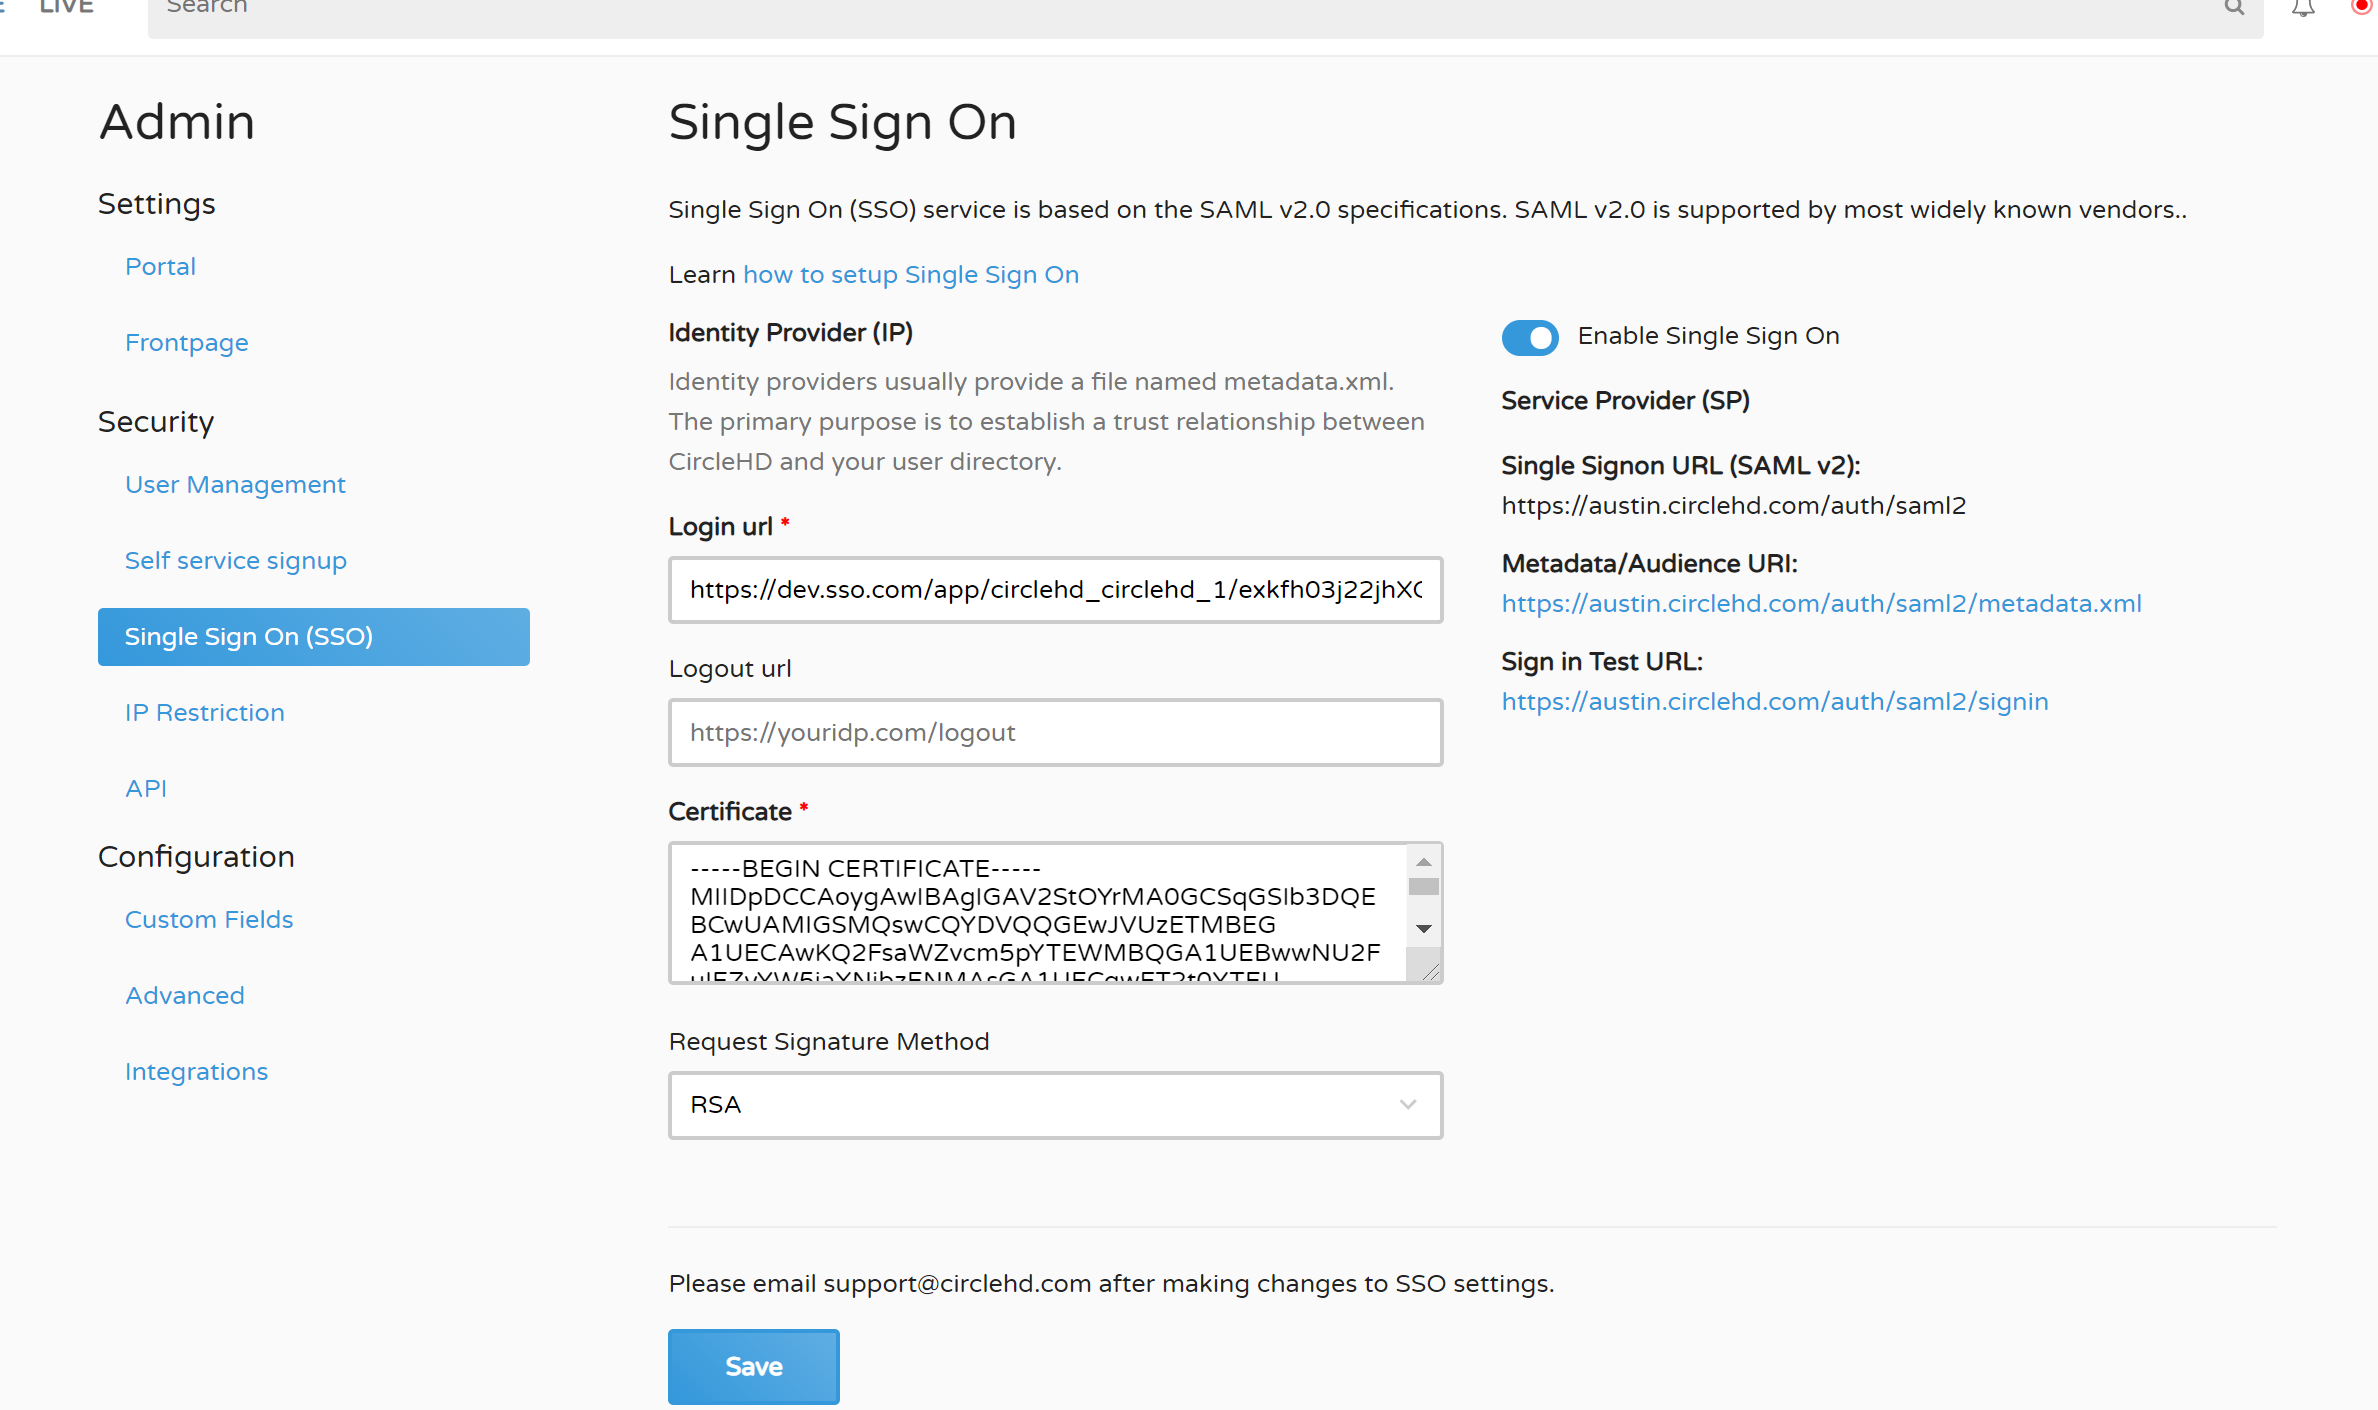 LIVE
Search
Admin
Settings
Portal
Frontpage
Security
User Management
Self service signup
Single Sign On (SSO)
IP Restriction
API
Configuration
Custom Fields
Advanced
Integrations
Single Sign On
Single Sign On (SSO) service is based on the SAML v2.0 specifications. SAML v2.0 is supported by most widely known vendors..
Learn how to setup Single Sign On
Identity Provider (IP)
Identity providers usually provide a file named metadata.xml.
The primary purpose is to establish a trust relationship between
CircleHD and your user directory.
Login url *
https://dev.sso.com/app/circlehd_circlehd_1/exkfh03j22jhX
Logout url
https://youridp.com/logout
Certificate *
-----BEGIN CERTIFICATE-----
MIIDpDCCAoygAwIBAgIGAV2StOYrMA0GCSqGSIb3DQE
BCwUAMIGSMQswCQYDVQQGEwJVUzETMBEG
A1UECAwKQ2FsaWZvcm5pYTEWMBQGA1UEBwwNU2F
Request Signature Method
RSA
Enable Single Sign On
Service Provider (SP)
Single Signon URL (SAML v2):
https://austin.circlehd.com/auth/saml2
Metadata/Audience URI:
https://austin.circlehd.com/auth/saml2/metadata.xml
Sign in Test URL:
https://austin.circlehd.com/auth/saml2/signin
Please email support@circlehd.com after making changes to SSO settings.
Save